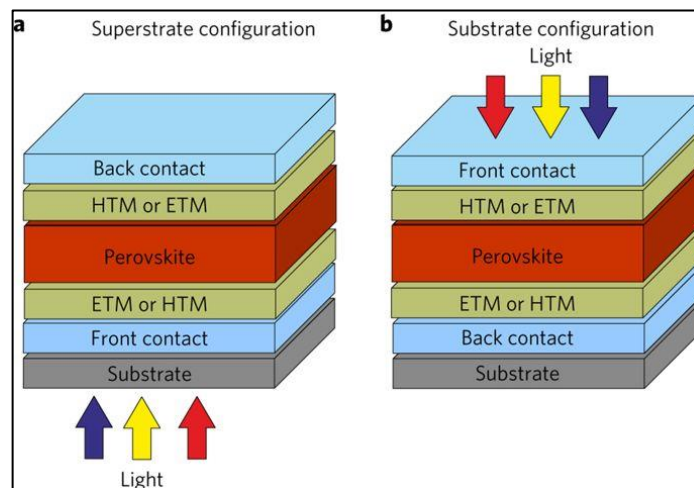 a
Superstrate configuration
Back contact
HTM or ETM
Perovskite
ETM or HTM
Front contact
Substrate
Light
b
Substrate configuration
Light
Front contact
HTM or ETM
Perovskite
ETM or HTM
Back contact
Substrate